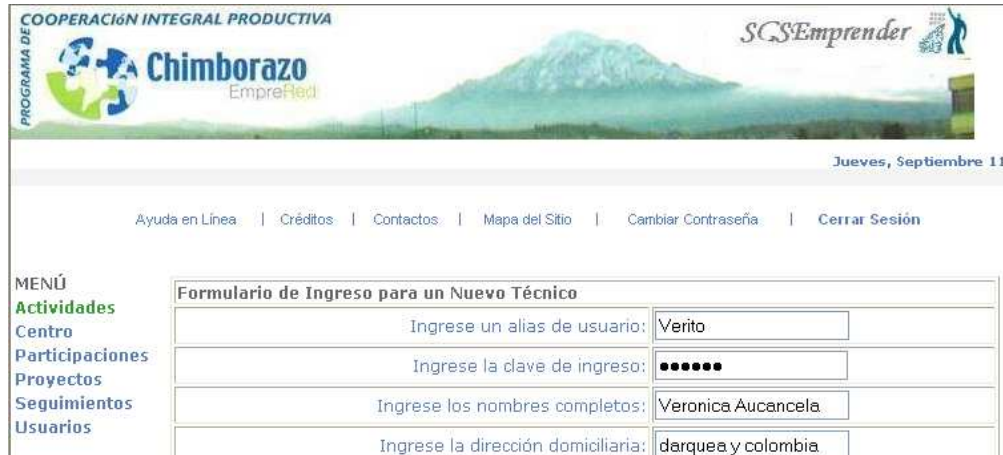 COOPERACIóN INTEGRAL PRODUCTIVA
PROGRAMA DE
Chimborazo
EmpreRed
SGSEmprender
Jueves, Septiembre 11
Ayuda en Línea | Créditos | Contactos | Mapa del Sitio | Cambiar Contraseña | Cerrar Sesión
MENÚ
Actividades
Centro
Participaciones
Proyectos
Seguimientos
Usuarios
Formulario de Ingreso para un Nuevo Técnico
Ingrese un alias de usuario: Verito
Ingrese la clave de ingreso: ●●●●●●
Ingrese los nombres completos: Veronica Aucancela
Ingrese la dirección domiciliaria: darquea y colombia